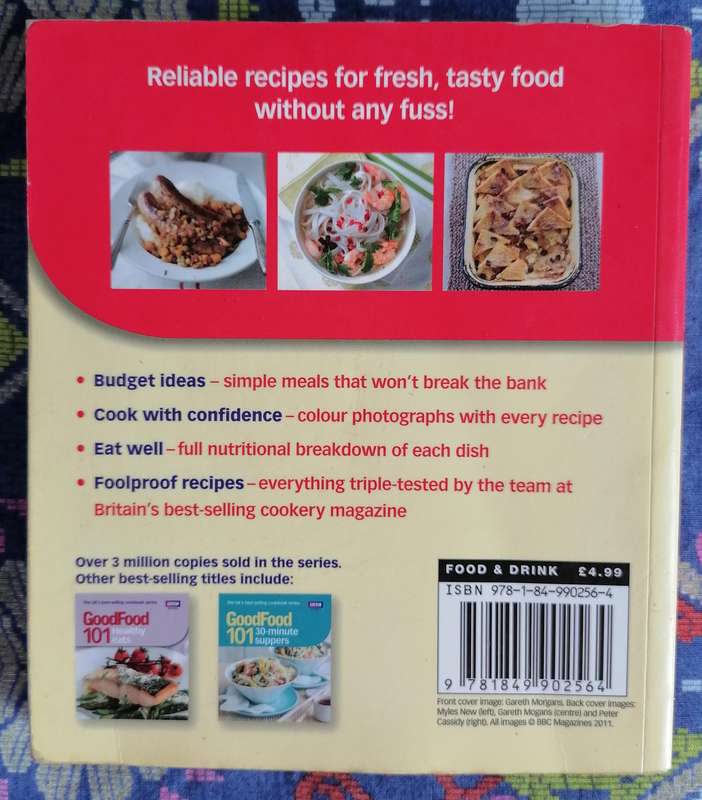 Reliable recipes for fresh, tasty food
without any fuss!
• Budget ideas – simple meals that won't break the bank
• Cook with confidence – colour photographs with every recipe
• Eat well – full nutritional breakdown of each dish
• Foolproof recipes – everything triple-tested by the team at
Britain's best-selling cookery magazine
Over 3 million copies sold in the series.
Other best-selling titles include:
GoodFood
101 Healthy
eats
GoodFood
101 30-minute
suppers
FOOD & DRINK £4.99
ISBN 978-1-84-990256-4
9 781849 902564
Front cover image: Gareth Morgans. Back cover images:
Myles New (left), Gareth Mogans (centre) and Peter
Cassidy (right). All images © BBC Magazines 2011.